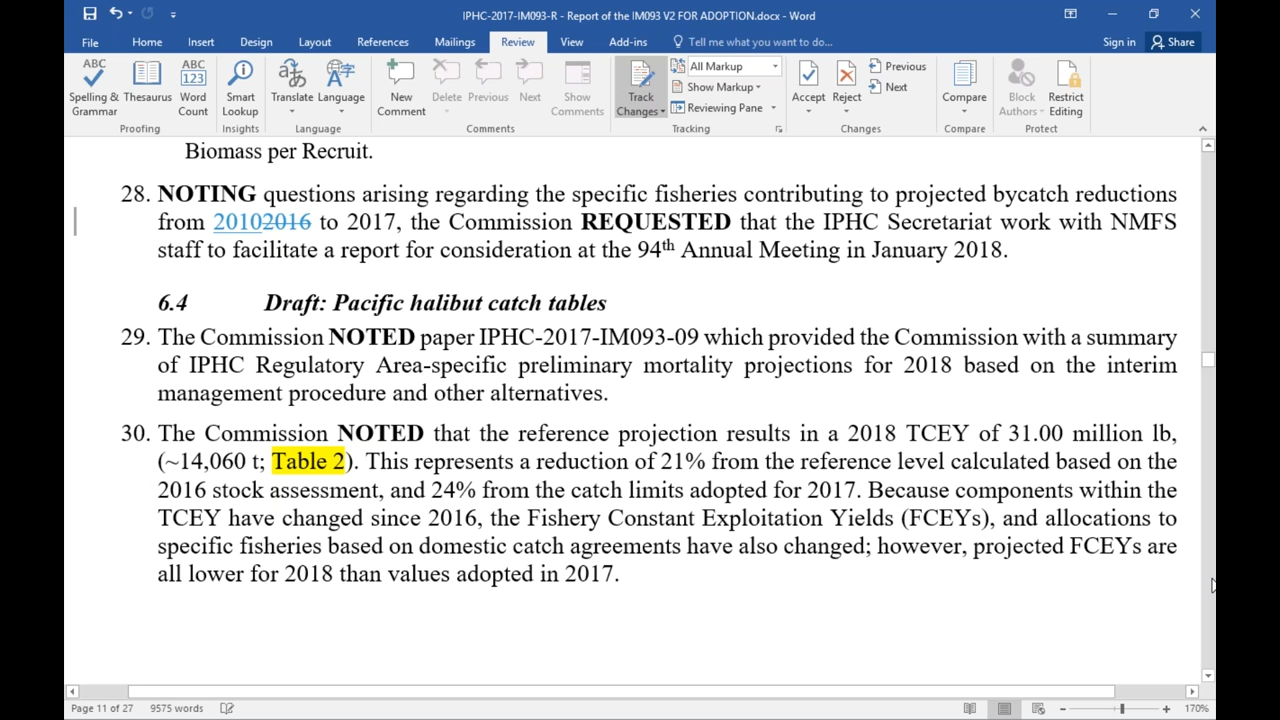 IPHC-2017-IM093-R - Report of the IM093 V2 FOR ADOPTION.docx - Word
File Home Insert Design Layout References Mailings Review View Add-ins Tell me what you want to do... Sign in Share
ABC
Spelling & Grammar
Thesaurus
ABC 123
Word Count
Proofing
Smart Lookup
Insights
Translate
Language
Language
New Comment
Delete
Previous
Next
Show Comments
Comments
Track Changes
All Markup
Show Markup
Reviewing Pane
Tracking
Accept
Reject
Previous
Next
Changes
Compare
Compare
Block Authors
Restrict Editing
Protect
Biomass per Recruit.
28. NOTING questions arising regarding the specific fisheries contributing to projected bycatch reductions
from 20102016 to 2017, the Commission REQUESTED that the IPHC Secretariat work with NMFS
staff to facilitate a report for consideration at the 94th Annual Meeting in January 2018.
6.4 Draft: Pacific halibut catch tables
29. The Commission NOTED paper IPHC-2017-IM093-09 which provided the Commission with a summary
of IPHC Regulatory Area-specific preliminary mortality projections for 2018 based on the interim
management procedure and other alternatives.
30. The Commission NOTED that the reference projection results in a 2018 TCEY of 31.00 million lb,
(~14,060 t; Table 2). This represents a reduction of 21% from the reference level calculated based on the
2016 stock assessment, and 24% from the catch limits adopted for 2017. Because components within the
TCEY have changed since 2016, the Fishery Constant Exploitation Yields (FCEYs), and allocations to
specific fisheries based on domestic catch agreements have also changed; however, projected FCEYs are
all lower for 2018 than values adopted in 2017.
Page 11 of 27 9575 words 170%